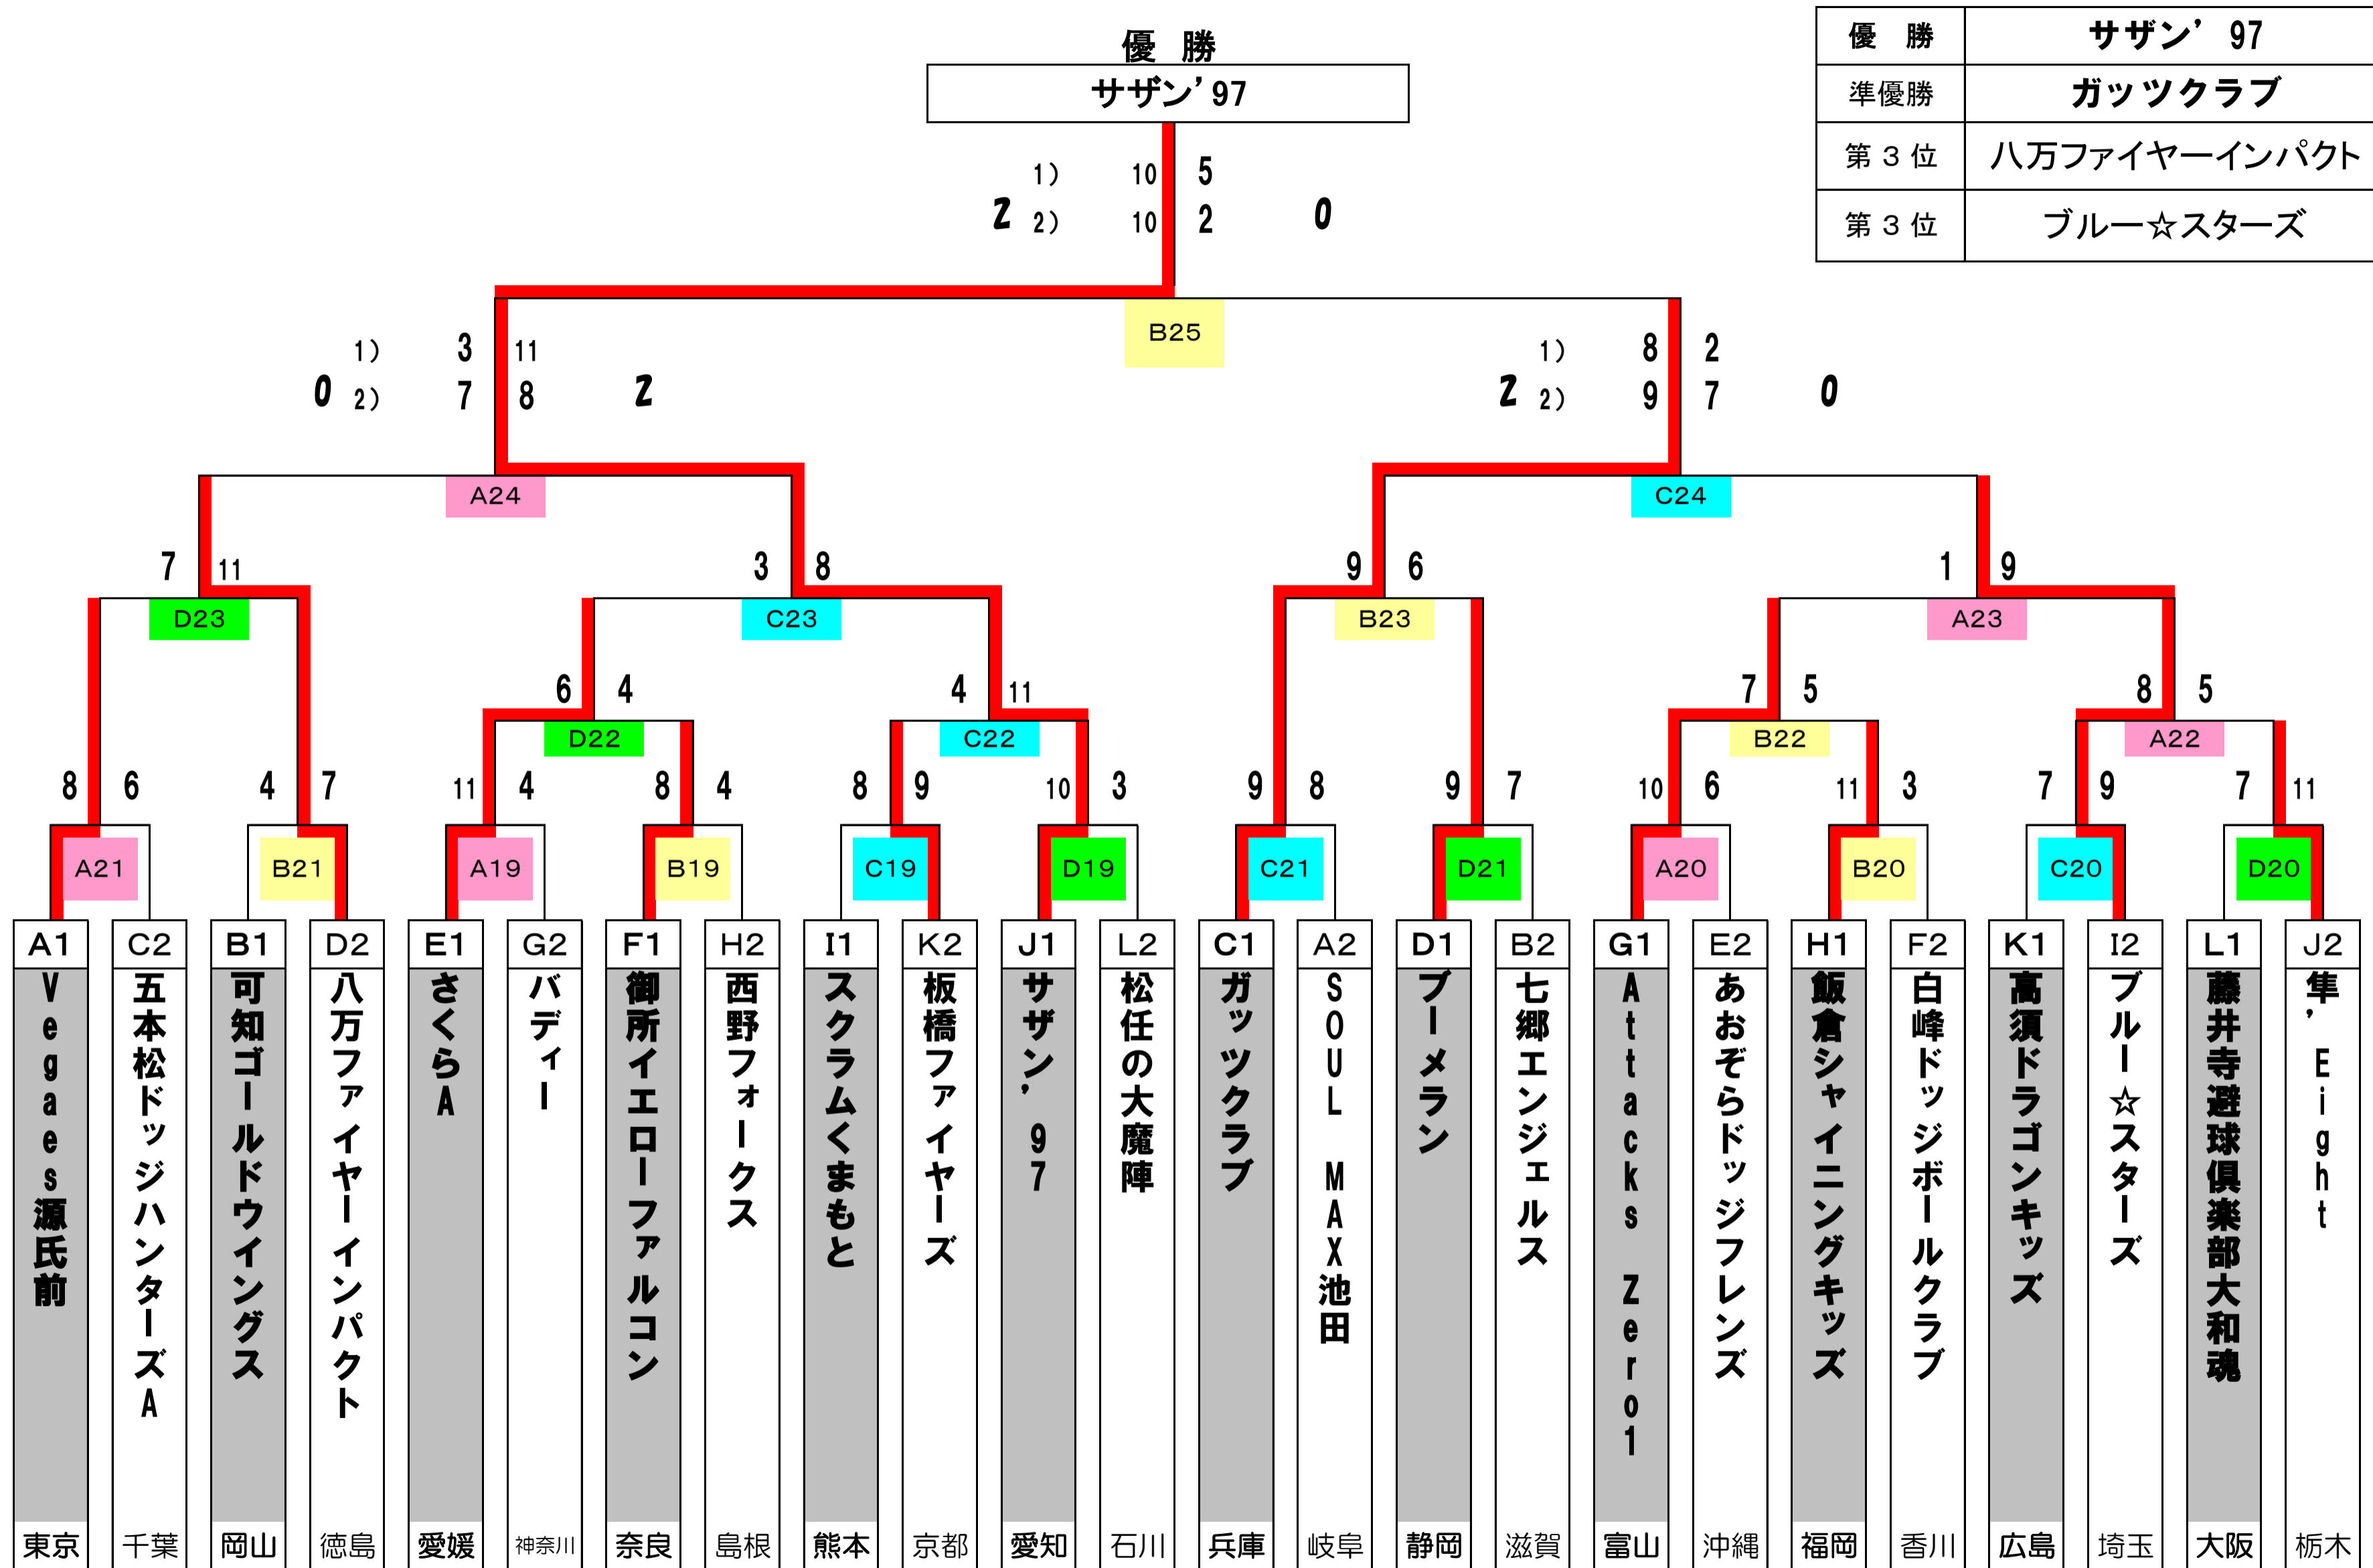 優 勝
サザン’97
優 勝 サザン’ 97
準優勝 ガッツクラブ
第 3 位 八万ファイヤーインパクト
第 3 位 ブルー☆スターズ
1) 10 5
2 2) 10 2 0
B25
1) 3 11
0 2) 7 8 2
1) 8 2
2 2) 9 7 0
A24 C24
7 11 3 8 9 6 1 9
D23 C23 B23 A23
6 4 4 11 7 5 8 5
D22 C22 B22 A22
8 6 4 7 11 4 8 4 8 9 10 3 9 8 9 7 10 6 11 3 7 9 7 11
A21 B21 A19 B19 C19 D19 C21 D21 A20 B20 C20 D20
A1 C2 B1 D2 E1 G2 F1 H2 I1 K2 J1 L2 C1 A2 D1 B2 G1 E2 H1 F2 K1 I2 L1 J2
Vegaes源氏前
五本松ドッジハンターズA
可知ゴールドウイングス
八万ファイヤーインパクト
さくらA
バディー
御所イエローファルコン
西野フォークス
スクラムくまもと
板橋ファイヤーズ
サザン’97
松任の大魔陣
ガッツクラブ
SOUL MAX池田
ブーメラン
七郷エンジェルス
Attacks Zero1
あおぞらドッジフレンズ
飯倉シャイニングキッズ
白峰ドッジボールクラブ
高須ドラゴンキッズ
ブルー☆スターズ
藤井寺避球倶楽部大和魂
隼’Eight
東京 千葉 岡山 徳島 愛媛 神奈川 奈良 島根 熊本 京都 愛知 石川 兵庫 岐阜 静岡 滋賀 富山 沖縄 福岡 香川 広島 埼玉 大阪 栃木